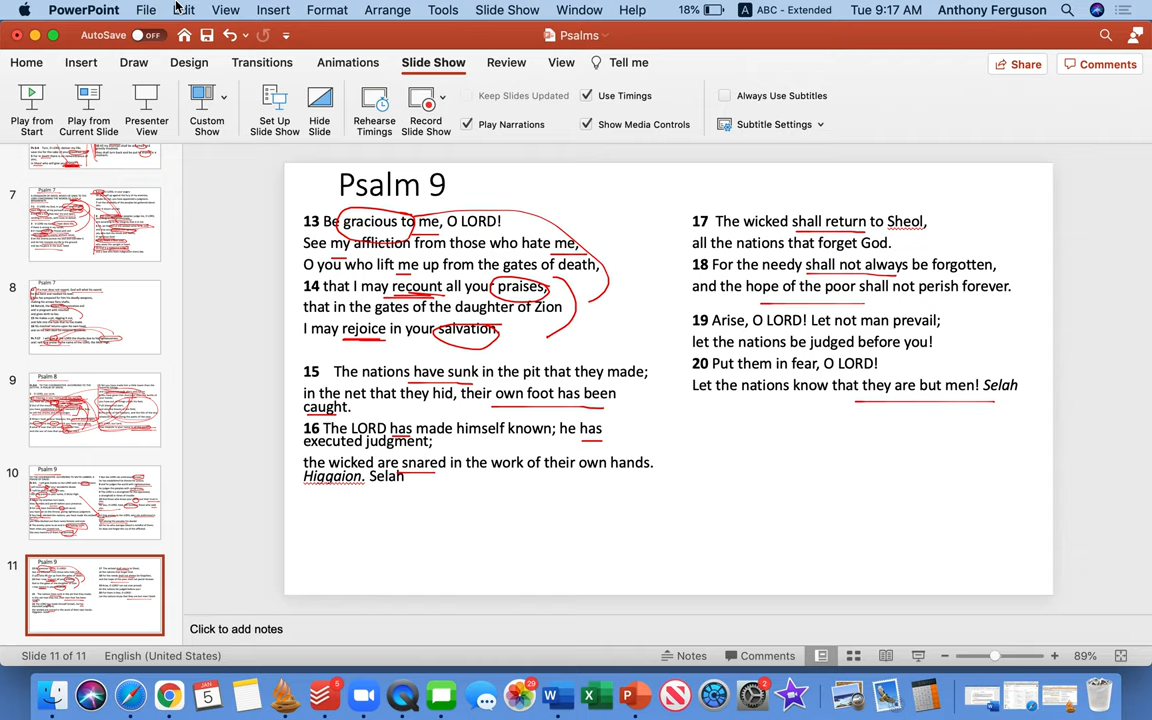 PowerPoint File Edit View Insert Format Arrange Tools Slide Show Window Help 18% A ABC - Extended Tue 9:17 AM Anthony Ferguson
AutoSave OFF Psalms
Home Insert Draw Design Transitions Animations Slide Show Review View Tell me Share Comments
Play from Start
Play from Current Slide
Presenter View
Custom Show
Set Up Slide Show
Hide Slide
Rehearse Timings
Record Slide Show
Keep Slides Updated
Play Narrations
Use Timings
Show Media Controls
Always Use Subtitles
Subtitle Settings
7
Psalm 7
8
9
Psalm 8
10
Psalm 9
11
Psalm 9
Psalm 9
13 Be gracious to me, O LORD!
See my affliction from those who hate me,
O you who lift me up from the gates of death,
14 that I may recount all your praises,
that in the gates of the daughter of Zion
I may rejoice in your salvation.
15 The nations have sunk in the pit that they made;
in the net that they hid, their own foot has been
caught.
16 The LORD has made himself known; he has
executed judgment;
the wicked are snared in the work of their own hands.
Higgaion. Selah
17 The wicked shall return to Sheol,
all the nations that forget God.
18 For the needy shall not always be forgotten,
and the hope of the poor shall not perish forever.
19 Arise, O LORD! Let not man prevail;
let the nations be judged before you!
20 Put them in fear, O LORD!
Let the nations know that they are but men! Selah
Click to add notes
Slide 11 of 11 English (United States) Notes Comments 89%
JAN 5 5 29 2